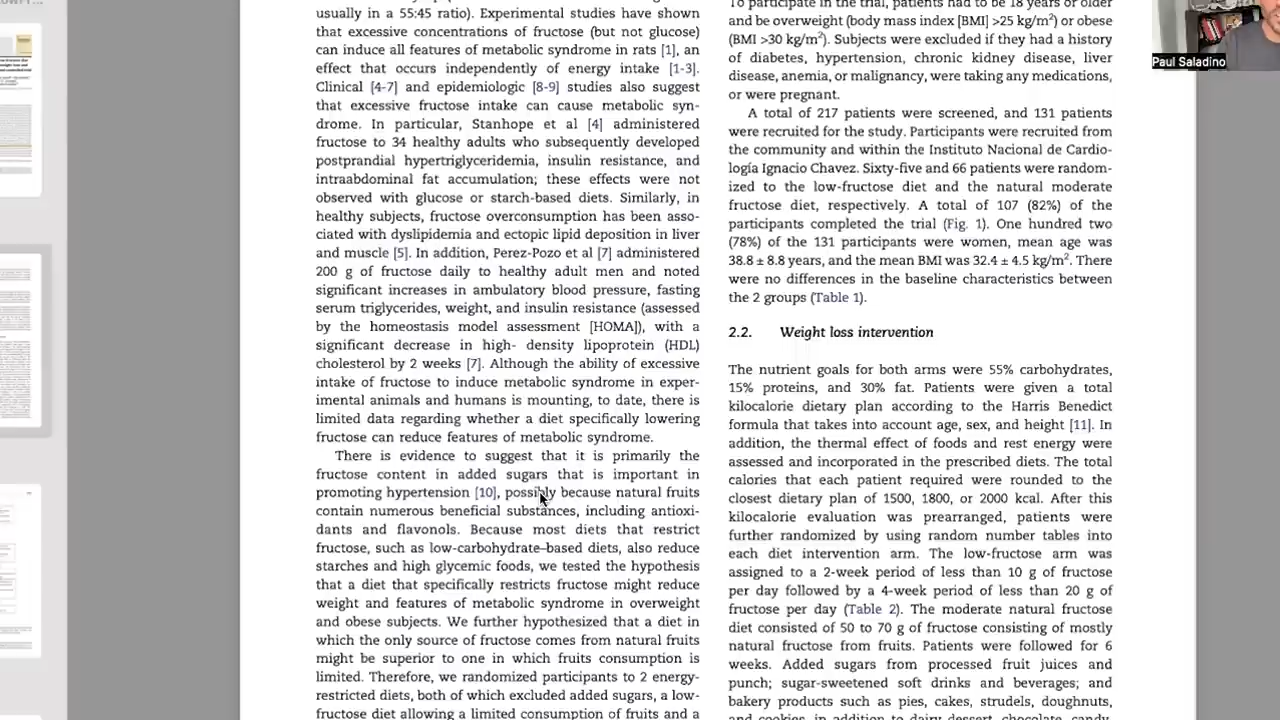 usually in a 55:45 ratio). Experimental studies have shown
that excessive concentrations of fructose (but not glucose)
can induce all features of metabolic syndrome in rats [1], an
effect that occurs independently of energy intake [1-3].
Clinical [4-7] and epidemiologic [8-9] studies also suggest
that excessive fructose intake can cause metabolic syn-
drome. In particular, Stanhope et al [4] administered
fructose to 34 healthy adults who subsequently developed
postprandial hypertriglyceridemia, insulin resistance, and
intraabdominal fat accumulation; these effects were not
observed with glucose or starch-based diets. Similarly, in
healthy subjects, fructose overconsumption has been asso-
ciated with dyslipidemia and ectopic lipid deposition in liver
and muscle [5]. In addition, Perez-Pozo et al [7] administered
200 g of fructose daily to healthy adult men and noted
significant increases in ambulatory blood pressure, fasting
serum triglycerides, weight, and insulin resistance (assessed
by the homeostasis model assessment [HOMA]), with a
significant decrease in high- density lipoprotein (HDL)
cholesterol by 2 weeks [7]. Although the ability of excessive
intake of fructose to induce metabolic syndrome in exper-
imental animals and humans is mounting, to date, there is
limited data regarding whether a diet specifically lowering
fructose can reduce features of metabolic syndrome.
There is evidence to suggest that it is primarily the
fructose content in added sugars that is important in
promoting hypertension [10], possibly because natural fruits
contain numerous beneficial substances, including antioxi-
dants and flavonols. Because most diets that restrict
fructose, such as low-carbohydrate–based diets, also reduce
starches and high glycemic foods, we tested the hypothesis
that a diet that specifically restricts fructose might reduce
weight and features of metabolic syndrome in overweight
and obese subjects. We further hypothesized that a diet in
which the only source of fructose comes from natural fruits
might be superior to one in which fruits consumption is
limited. Therefore, we randomized participants to 2 energy-
restricted diets, both of which excluded added sugars, a low-
fructose diet allowing a limited consumption of fruits and a
To participate in the trial, patients had to be 18 years or older
and be overweight (body mass index [BMI] >25 kg/m²) or obese
(BMI >30 kg/m²). Subjects were excluded if they had a history
of diabetes, hypertension, chronic kidney disease, liver
disease, anemia, or malignancy, were taking any medications,
or were pregnant.
A total of 217 patients were screened, and 131 patients
were recruited for the study. Participants were recruited from
the community and within the Instituto Nacional de Cardio-
logía Ignacio Chavez. Sixty-five and 66 patients were random-
ized to the low-fructose diet and the natural moderate
fructose diet, respectively. A total of 107 (82%) of the
participants completed the trial (Fig. 1). One hundred two
(78%) of the 131 participants were women, mean age was
38.8 ± 8.8 years, and the mean BMI was 32.4 ± 4.5 kg/m². There
were no differences in the baseline characteristics between
the 2 groups (Table 1).
2.2. Weight loss intervention
The nutrient goals for both arms were 55% carbohydrates,
15% proteins, and 30% fat. Patients were given a total
kilocalorie dietary plan according to the Harris Benedict
formula that takes into account age, sex, and height [11]. In
addition, the thermal effect of foods and rest energy were
assessed and incorporated in the prescribed diets. The total
calories that each patient required were rounded to the
closest dietary plan of 1500, 1800, or 2000 kcal. After this
kilocalorie evaluation was prearranged, patients were
further randomized by using random number tables into
each diet intervention arm. The low-fructose arm was
assigned to a 2-week period of less than 10 g of fructose
per day followed by a 4-week period of less than 20 g of
fructose per day (Table 2). The moderate natural fructose
diet consisted of 50 to 70 g of fructose consisting of mostly
natural fructose from fruits. Patients were followed for 6
weeks. Added sugars from processed fruit juices and
punch; sugar-sweetened soft drinks and beverages; and
bakery products such as pies, cakes, strudels, doughnuts,
and cookies, in addition to dairy dessert, chocolate, candy,
Paul Saladino